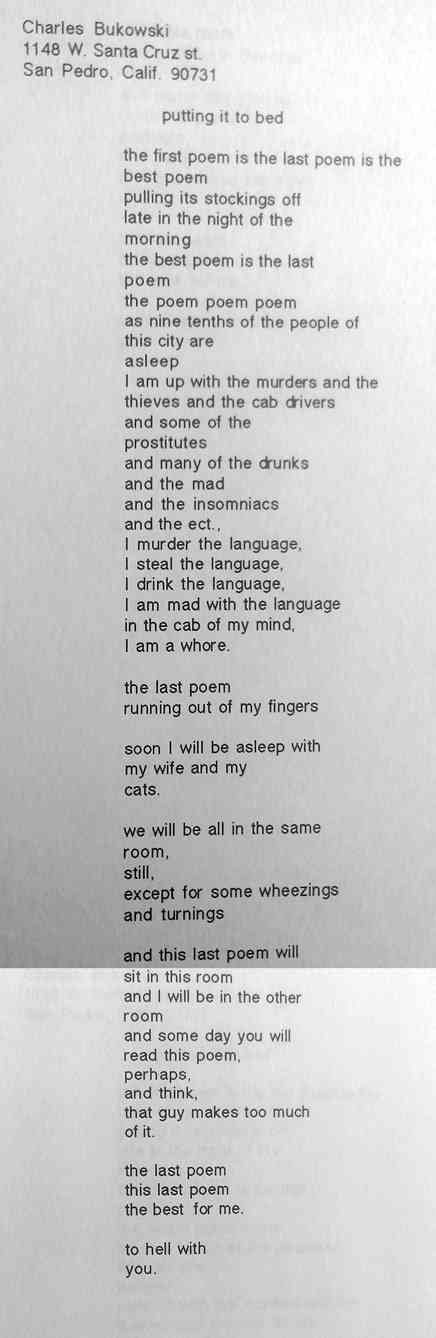 Charles Bukowski
1148 W. Santa Cruz st.
San Pedro, Calif. 90731
putting it to bed
the first poem is the last poem is the
best poem
pulling its stockings off
late in the night of the
morning
the best poem is the last
poem
the poem poem poem
as nine tenths of the people of
this city are
asleep
I am up with the murders and the
thieves and the cab drivers
and some of the
prostitutes
and many of the drunks
and the mad
and the insomniacs
and the ect.,
I murder the language,
I steal the language,
I drink the language,
I am mad with the language
in the cab of my mind,
I am a whore.
the last poem
running out of my fingers
soon I will be asleep with
my wife and my
cats.
we will be all in the same
room,
still,
except for some wheezings
and turnings
and this last poem will
sit in this room
and I will be in the other
room
and some day you will
read this poem,
perhaps,
and think,
that guy makes too much
of it.
the last poem
this last poem
the best for me.
to hell with
you.